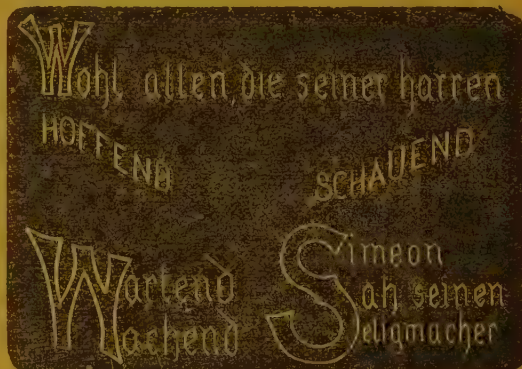 Wohl allen, die seiner harren
HOFFEND
SCHAUEND
Wartend
Wachend
Simeon
Sah seinen
Seligmacher